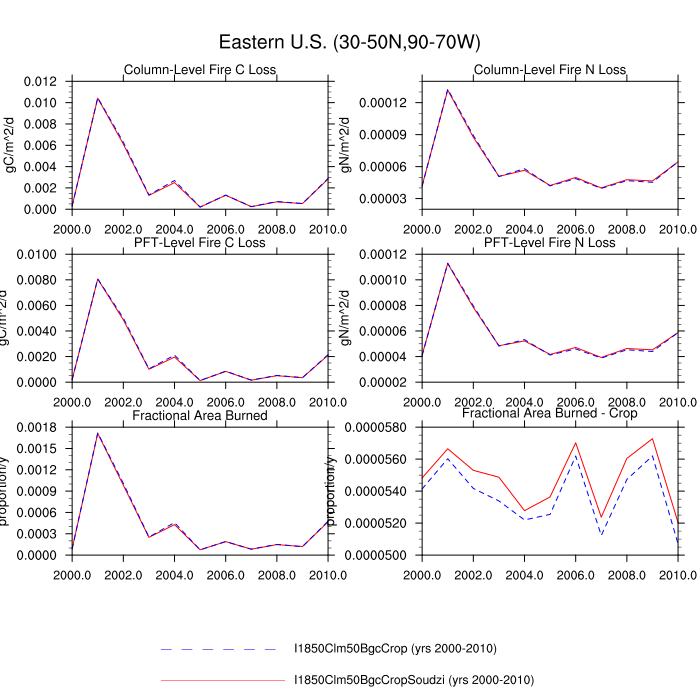 Eastern U.S. (30-50N,90-70W)
Column-Level Fire C Loss
Column-Level Fire N Loss
gC/m^2/d
0.012
0.010
0.008
0.006
0.004
0.002
0.000
2000.0 2002.0 2004.0 2006.0 2008.0 2010.0
gN/m^2/d
0.00012
0.00009
0.00006
0.00003
2000.0 2002.0 2004.0 2006.0 2008.0 2010.0
PFT-Level Fire C Loss
PFT-Level Fire N Loss
gC/m^2/d
0.0100
0.0080
0.0060
0.0040
0.0020
0.0000
2000.0 2002.0 2004.0 2006.0 2008.0 2010.0
gN/m^2/d
0.00012
0.00010
0.00008
0.00006
0.00004
0.00002
2000.0 2002.0 2004.0 2006.0 2008.0 2010.0
Fractional Area Burned
Fractional Area Burned - Crop
proportion/y
0.0018
0.0015
0.0012
0.0009
0.0006
0.0003
0.0000
2000.0 2002.0 2004.0 2006.0 2008.0 2010.0
proportion/y
0.0000580
0.0000560
0.0000540
0.0000520
0.0000500
2000.0 2002.0 2004.0 2006.0 2008.0 2010.0
I1850Clm50BgcCrop (yrs 2000-2010)
I1850Clm50BgcCropSoudzi (yrs 2000-2010)